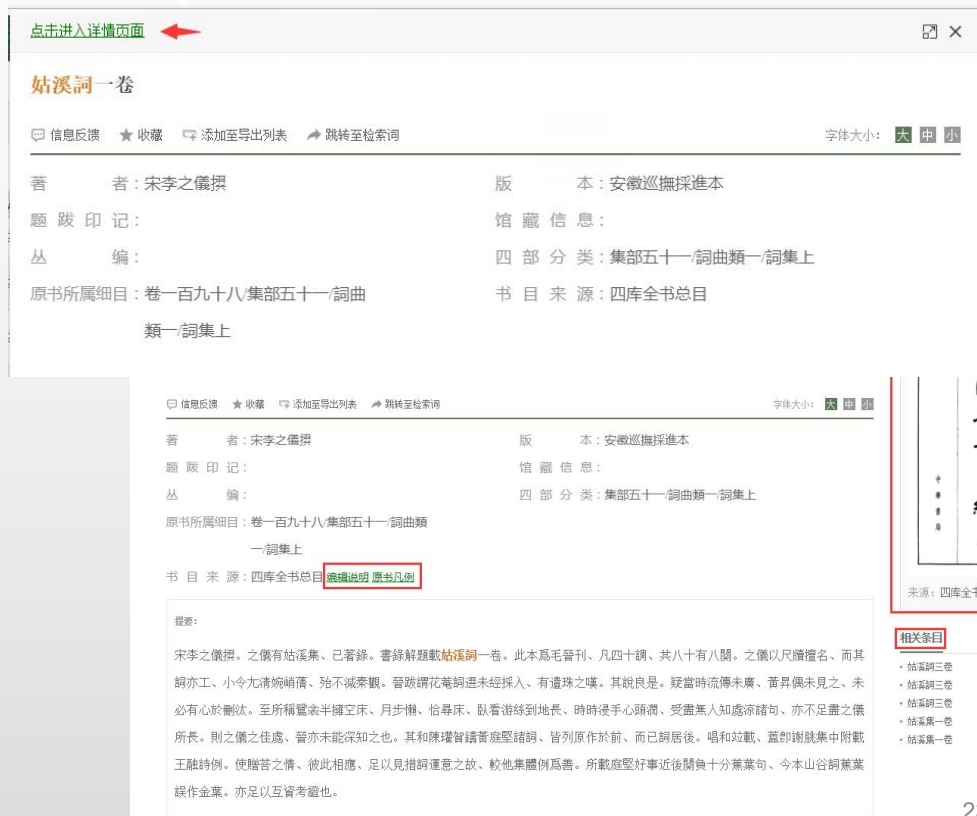 点击进入详情页面
姑溪詞一卷
信息反馈 收藏 添加至导出列表 跳转至检索词 字体大小： 大 中 小
著者：宋李之儀撰 版本：安徽巡撫採進本
题跋印记： 馆藏信息：
丛编： 四部分类：集部五十一/詞曲類一/詞集上
原书所属细目：卷一百九十八/集部五十一/詞曲 书目来源：四库全书总目
類一/詞集上
信息反馈 收藏 添加至导出列表 跳转至检索词 字体大小： 大 中 小
著者：宋李之儀撰 版本：安徽巡撫採進本
题跋印记： 馆藏信息：
丛编： 四部分类：集部五十一/詞曲類一/詞集上
原书所属细目：卷一百九十八/集部五十一/詞曲類
一/詞集上
书目来源：四库全书总目 编辑说明 原书凡例
提要：
宋李之儀撰。之儀有姑溪集、已著錄。書錄解題載姑溪詞一卷。此本爲毛晉刊、凡四十調、共八十有八闋。之儀以尺牘擅名、而其
詞亦工、小令尤清婉峭蒨、殆不減秦觀。晉跋謂花菴詞選未經採入、有遺珠之嘆。其說良是。疑當時流傳未廣、黃昇偶未見之、未
必有心於刪汰。至所稱鴛衾半擁空床、月步懶、恰尋床、臥看游絲到地長、時時浸手心頭潤、受盡無人知處涼諸句、亦不足盡之儀
所長。則之儀之佳處、晉亦未能深知之也。其和陳瓘賀鑄黃庭堅諸詞、皆列原作於前、而己詞居後。唱和竝載、蓋卽謝朓集中附載
王融詩例。使贈荅之情、彼此相應、足以見措詞運意之故、較他集體例爲善。所載庭堅好事近後闋負十分蕉葉句、今本山谷詞蕉葉
誤作金葉。亦足以互資考證也。
中華書局
来源：四库全书
相关条目
姑溪詞三卷
姑溪詞三卷
姑溪詞三卷
姑溪集一卷
姑溪集一卷